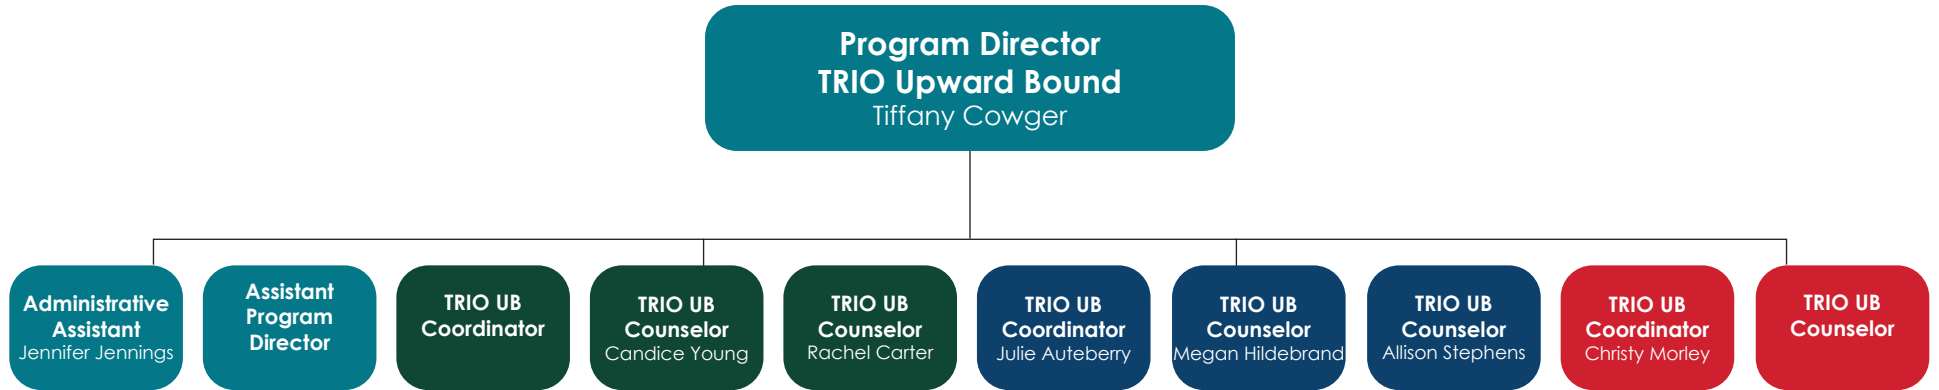 Program Director
TRIO Upward Bound
Tiffany Cowger
Administrative
Assistant
Jennifer Jennings
Assistant
Program
Director
TRIO UB
Coordinator
TRIO UB
Counselor
Candice Young
TRIO UB
Counselor
Rachel Carter
TRIO UB
Coordinator
Julie Auteberry
TRIO UB
Counselor
Megan Hildebrand
TRIO UB
Counselor
Allison Stephens
TRIO UB
Coordinator
Christy Morley
TRIO UB
Counselor